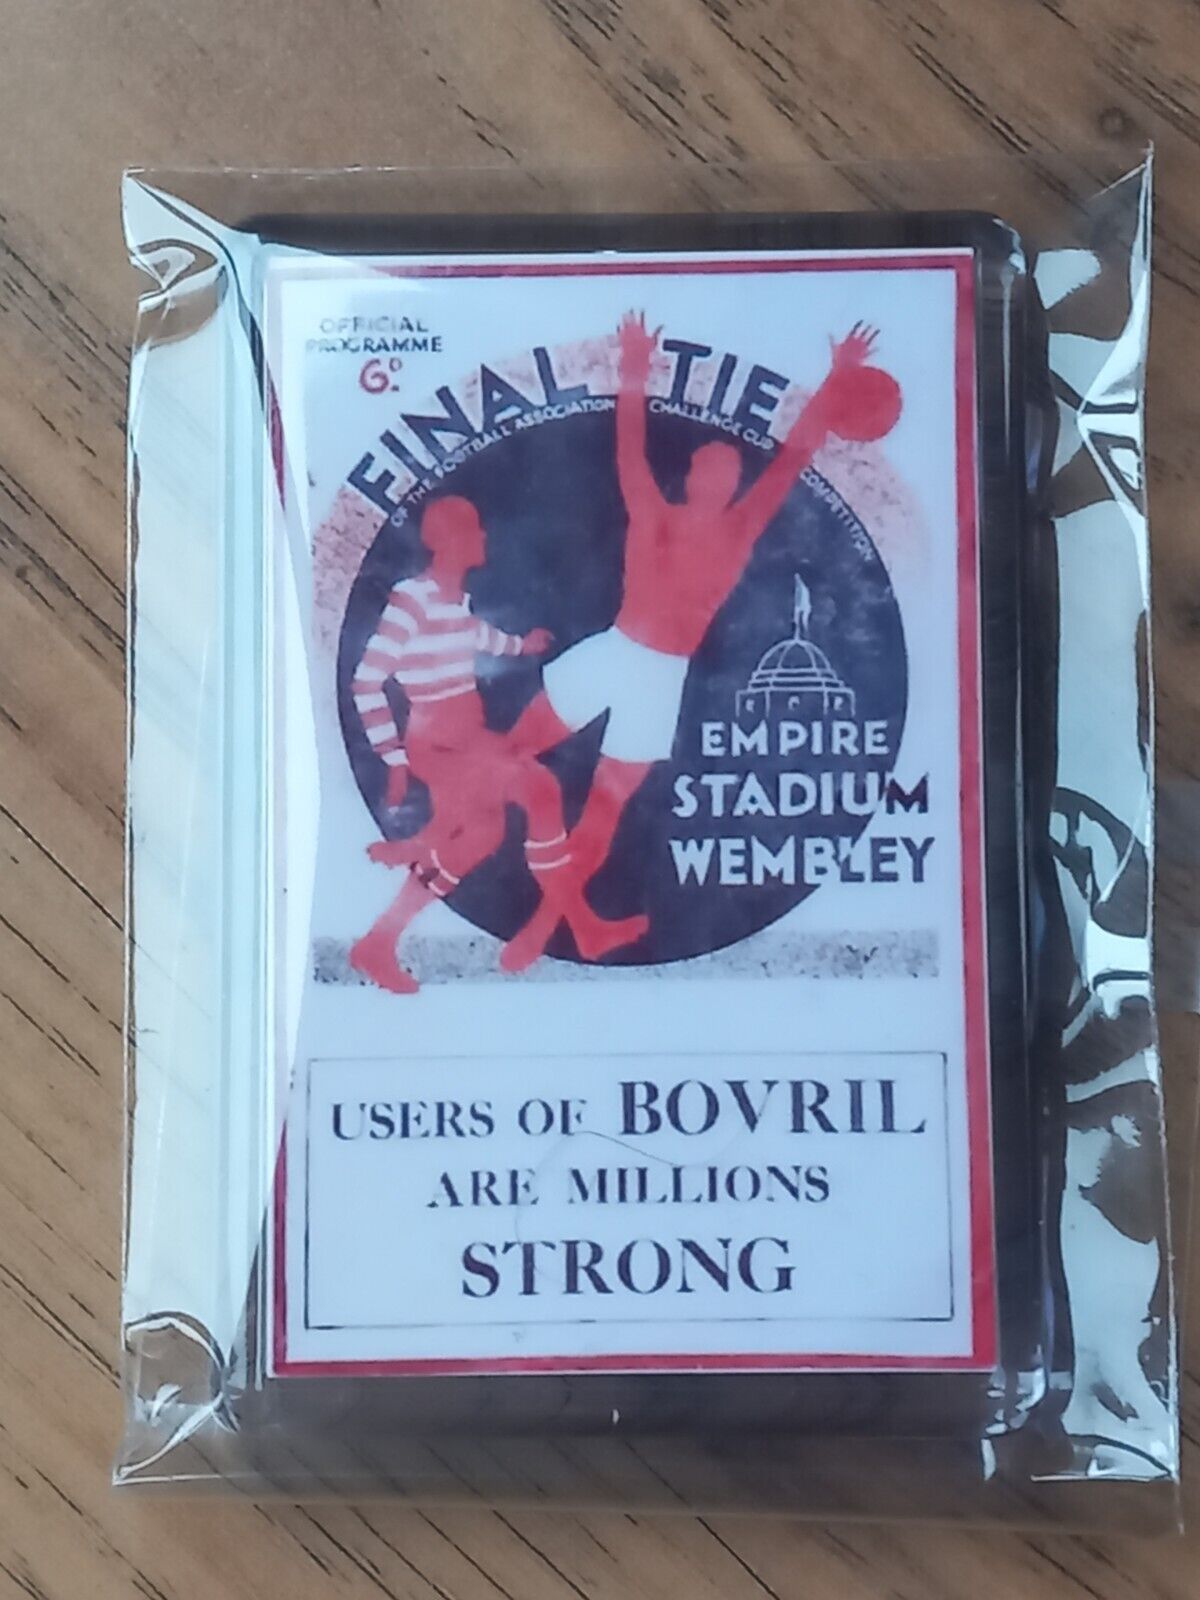 OFFICIAL
PROGRAMME
6D.
FINAL TIE
OF THE FOOTBALL ASSOCIATION CHALLENGE CUP COMPETITION
EMPIRE
STADIUM
WEMBLEY
USERS OF BOVRIL
ARE MILLIONS
STRONG